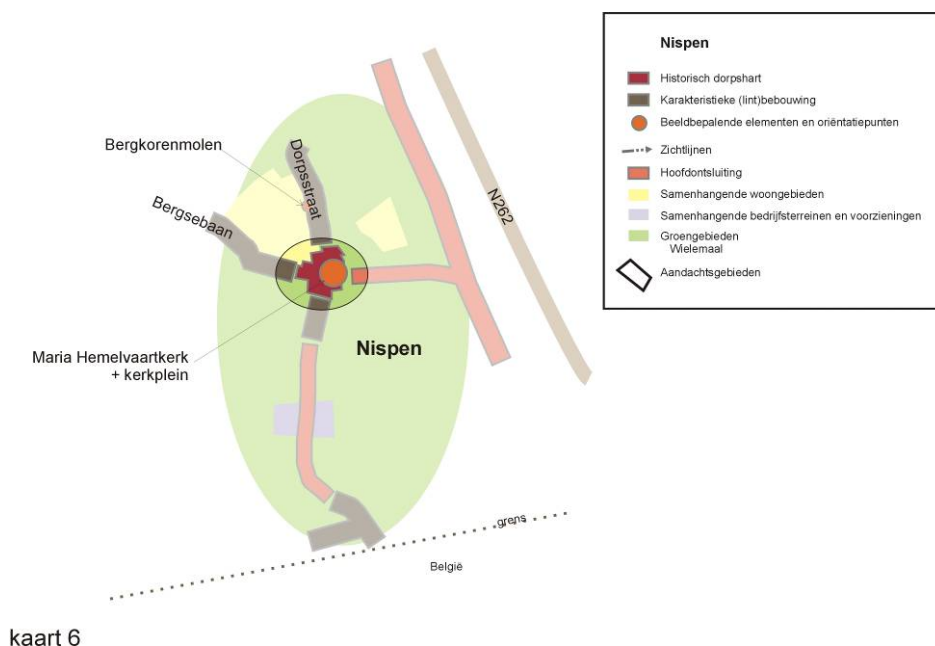 Nispen
Historisch dorpshart
Karakteristieke (lint)bebouwing
Beeldbepalende elementen en oriëntatiepunten
Zichtlijnen
Hoofdontsluiting
Samenhangende woongebieden
Samenhangende bedrijfsterreinen en voorzieningen
Groengebieden
Wielemaal
Aandachtsgebieden
Bergkorenmolen
Dorpsstraat
Bergsebaan
N262
Maria Hemelvaartkerk
+ kerkplein
Nispen
grens
België
kaart 6